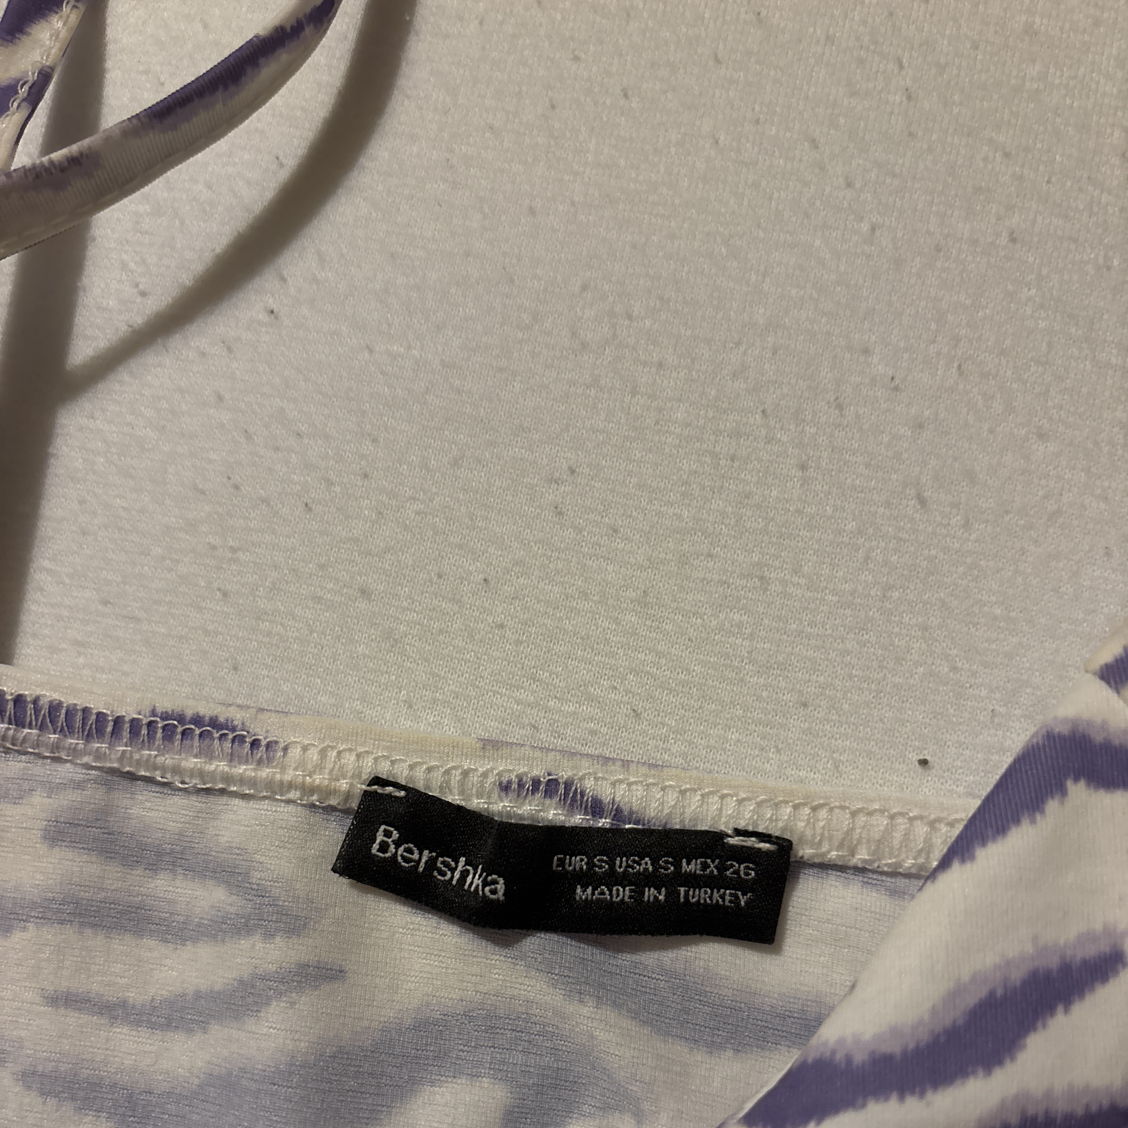 Bershka
EUR S USA S MEX 26
MADE IN TURKEY